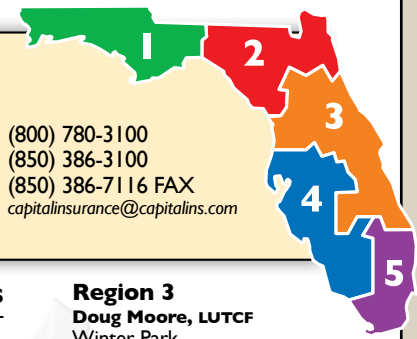 1
2
3
4
5
(800) 780-3100
(850) 386-3100
(850) 386-7116 FAX
capitalinsurance@capitalins.com
Region 3
Doug Moore, LUTCF
Winter Park